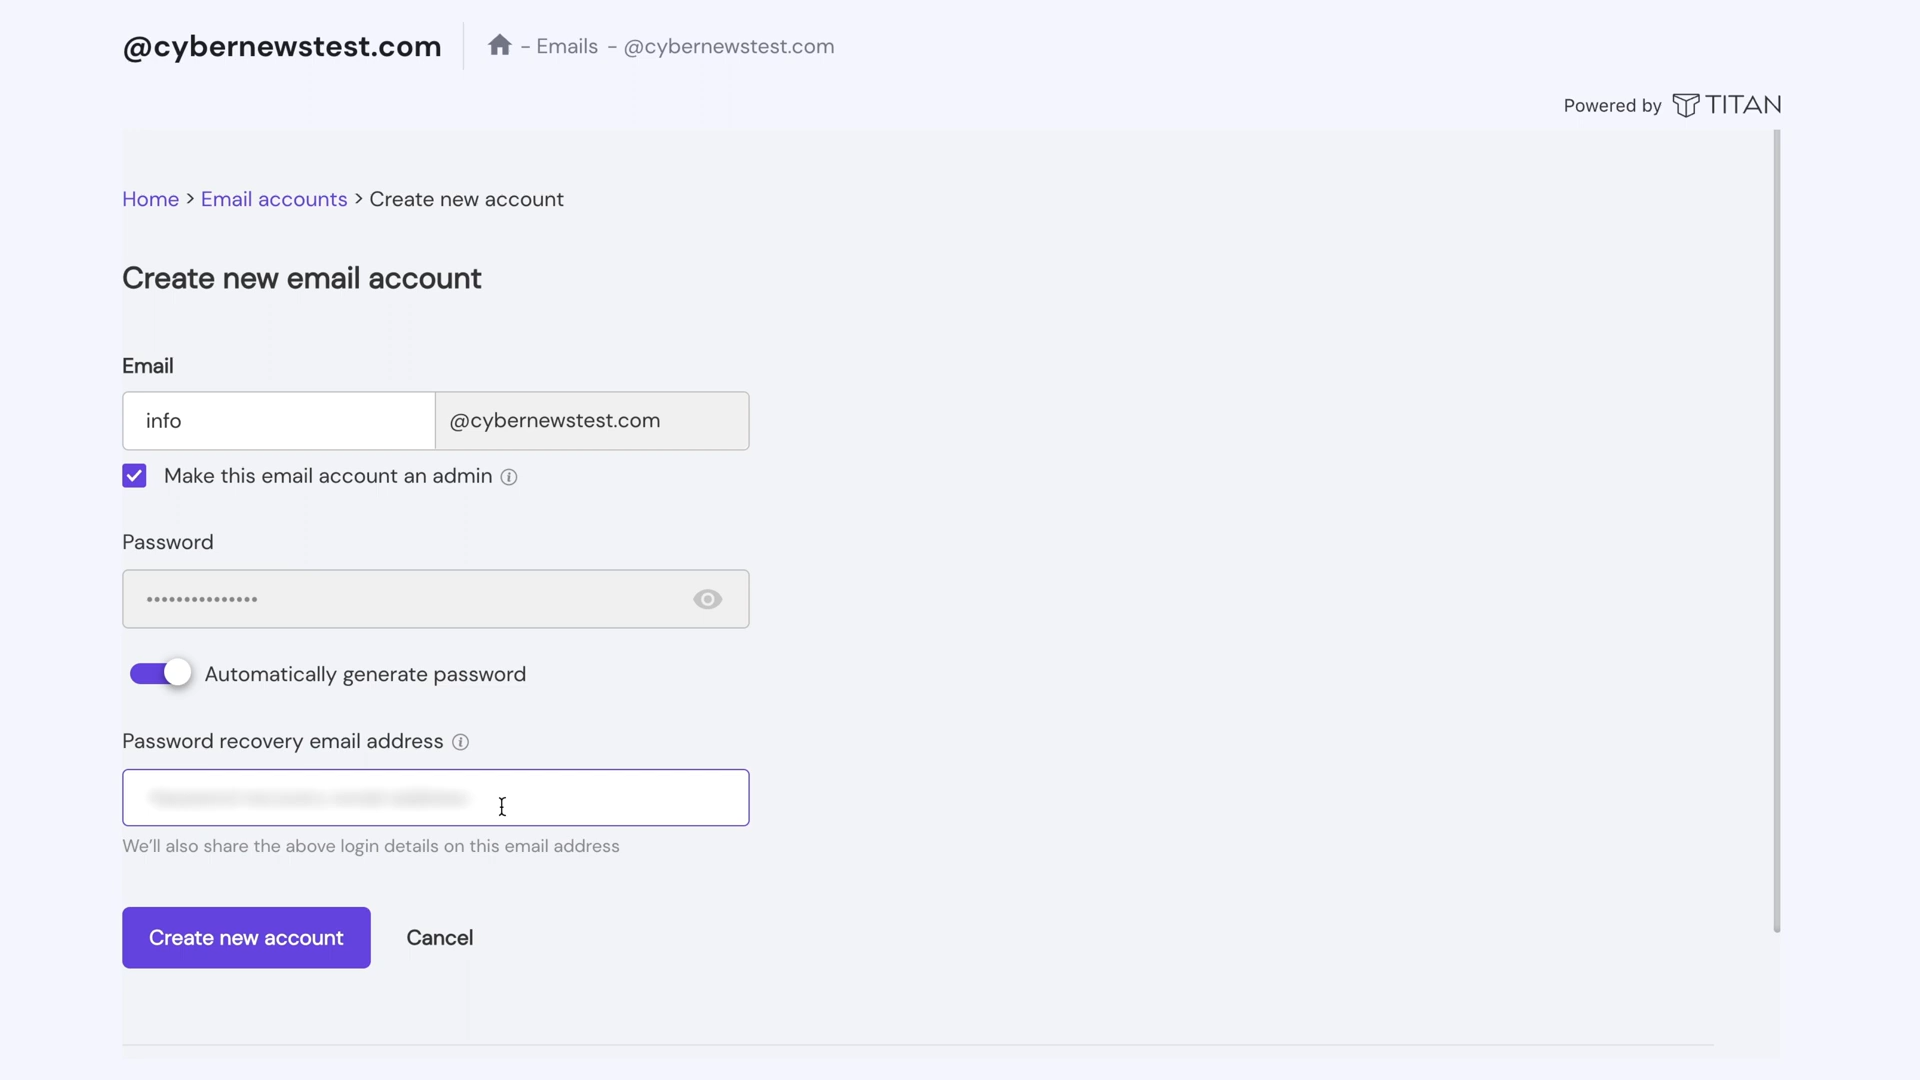 @cybernewstest.com
- Emails - @cybernewstest.com
Powered by TITAN
Home > Email accounts > Create new account
Create new email account
Email
info @cybernewstest.com
Make this email account an admin
Password
•••••••••••••••
Automatically generate password
Password recovery email address
We'll also share the above login details on this email address
Create new account Cancel